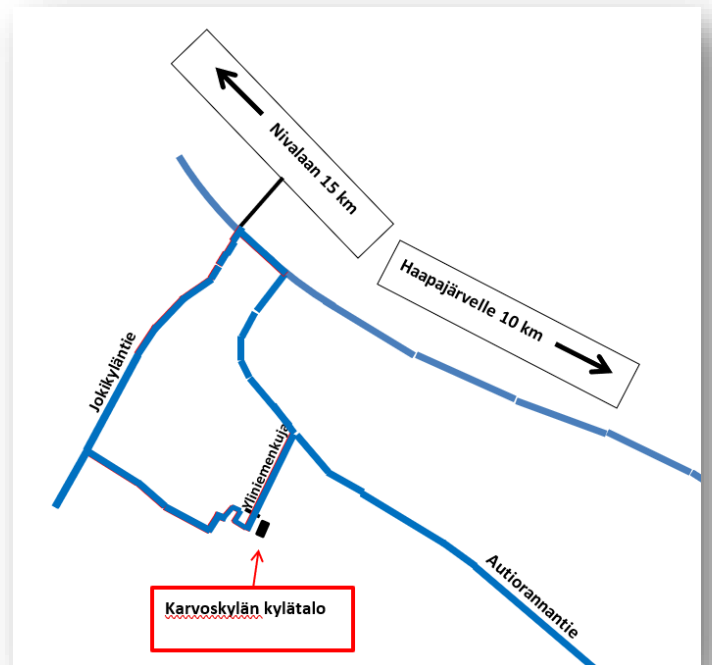 Nivalaan 15 km
Haapajärvelle 10 km
Jokikyläntie
Yliniemenkuja
Autiorannantie
Karvoskylän kylätalo